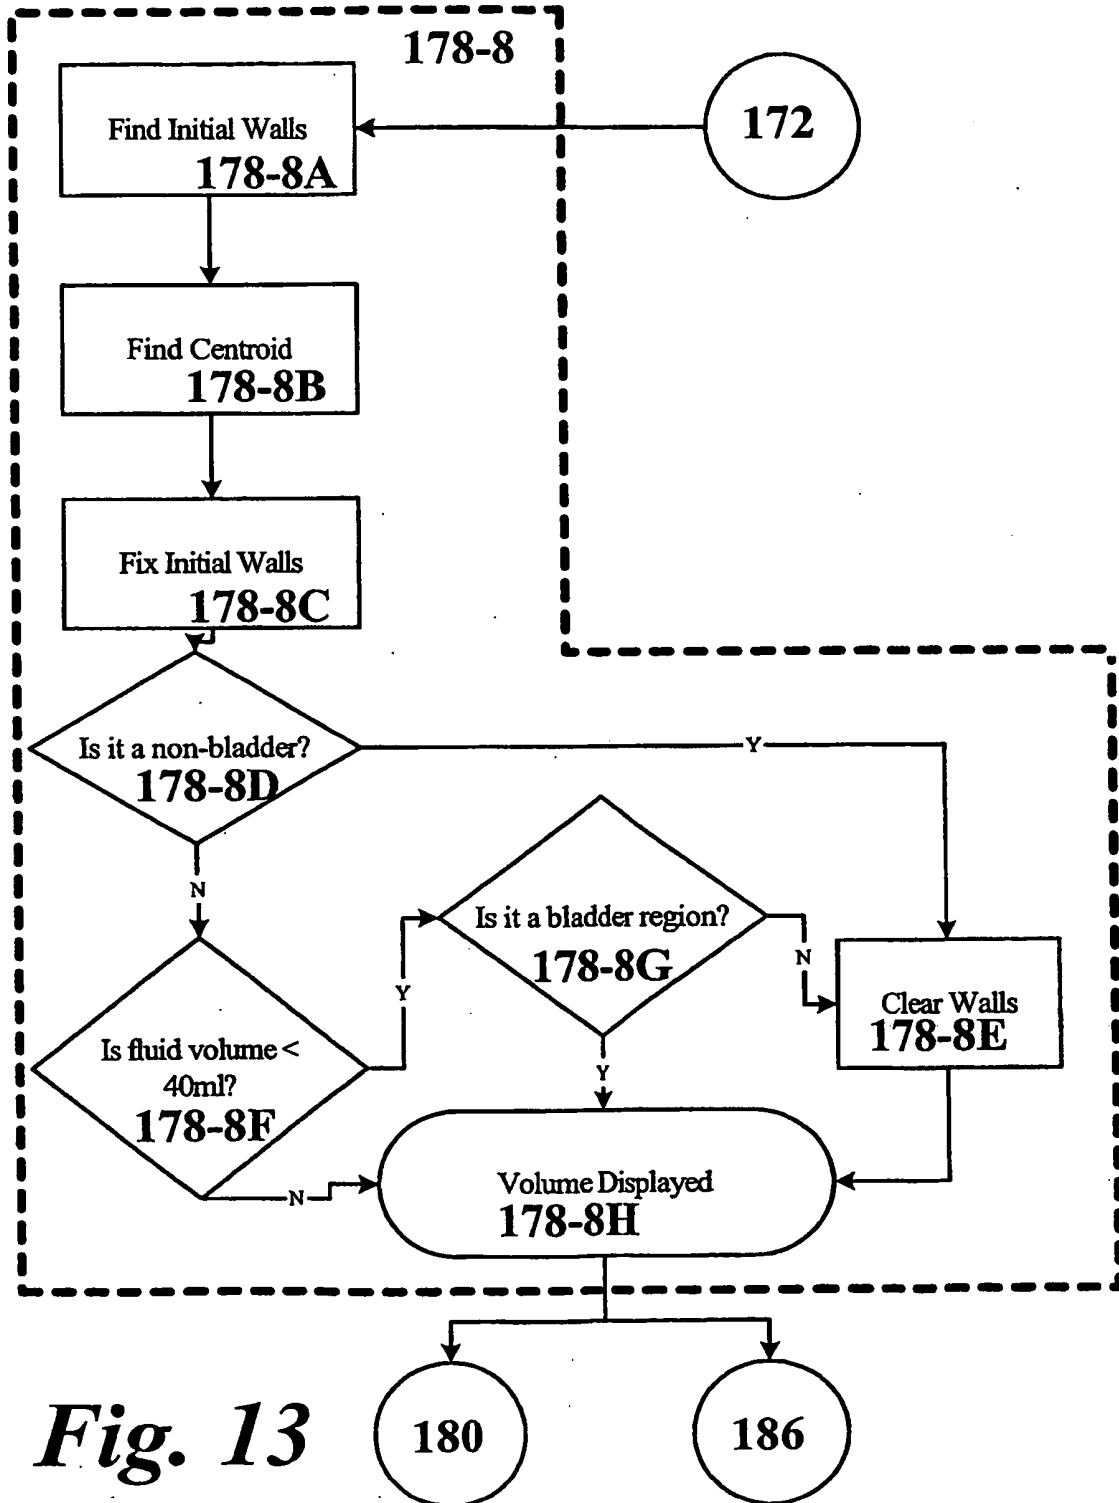 178-8
Find Initial Walls
178-8A
172
Find Centroid
178-8B
Fix Initial Walls
178-8C
Is it a non-bladder?
178-8D
Y
N
Is it a bladder region?
178-8G
N
Y
Clear Walls
178-8E
Is fluid volume <
40ml?
178-8F
Y
N
Volume Displayed
178-8H
180
186
Fig. 13